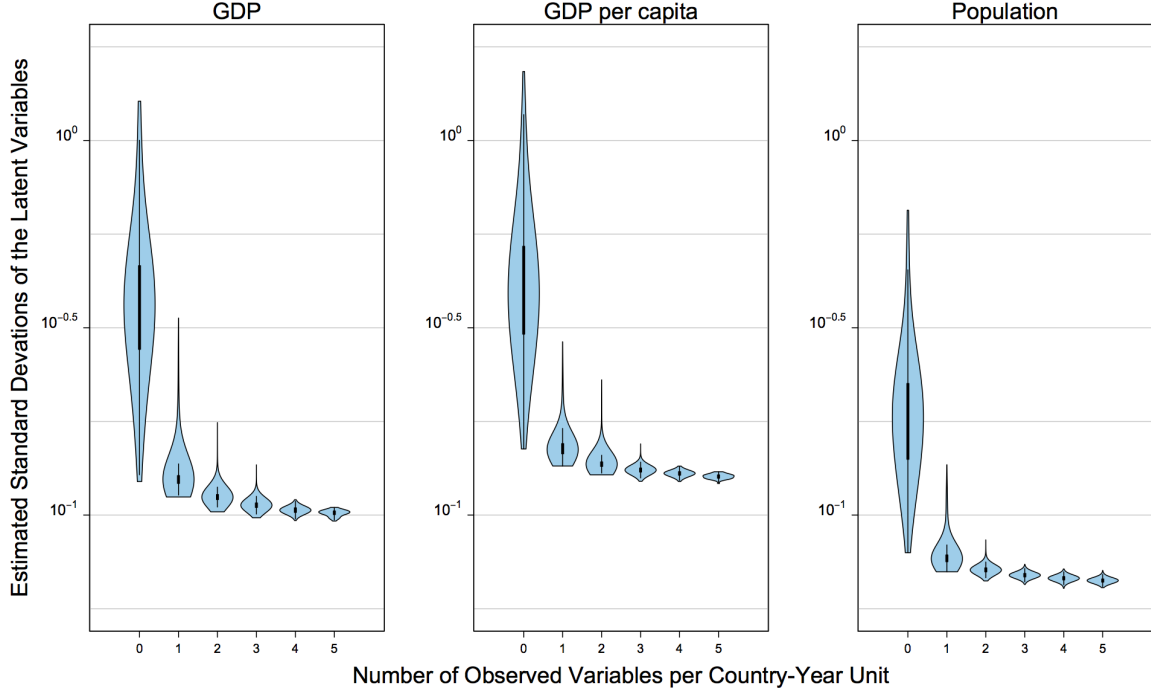 GDP
GDP per capita
Population
Estimated Standard Devations of the Latent Variables
10^0
10^−0.5
10^−1
0 1 2 3 4 5
10^0
10^−0.5
10^−1
0 1 2 3 4 5
10^0
10^−0.5
10^−1
0 1 2 3 4 5
Number of Observed Variables per Country-Year Unit